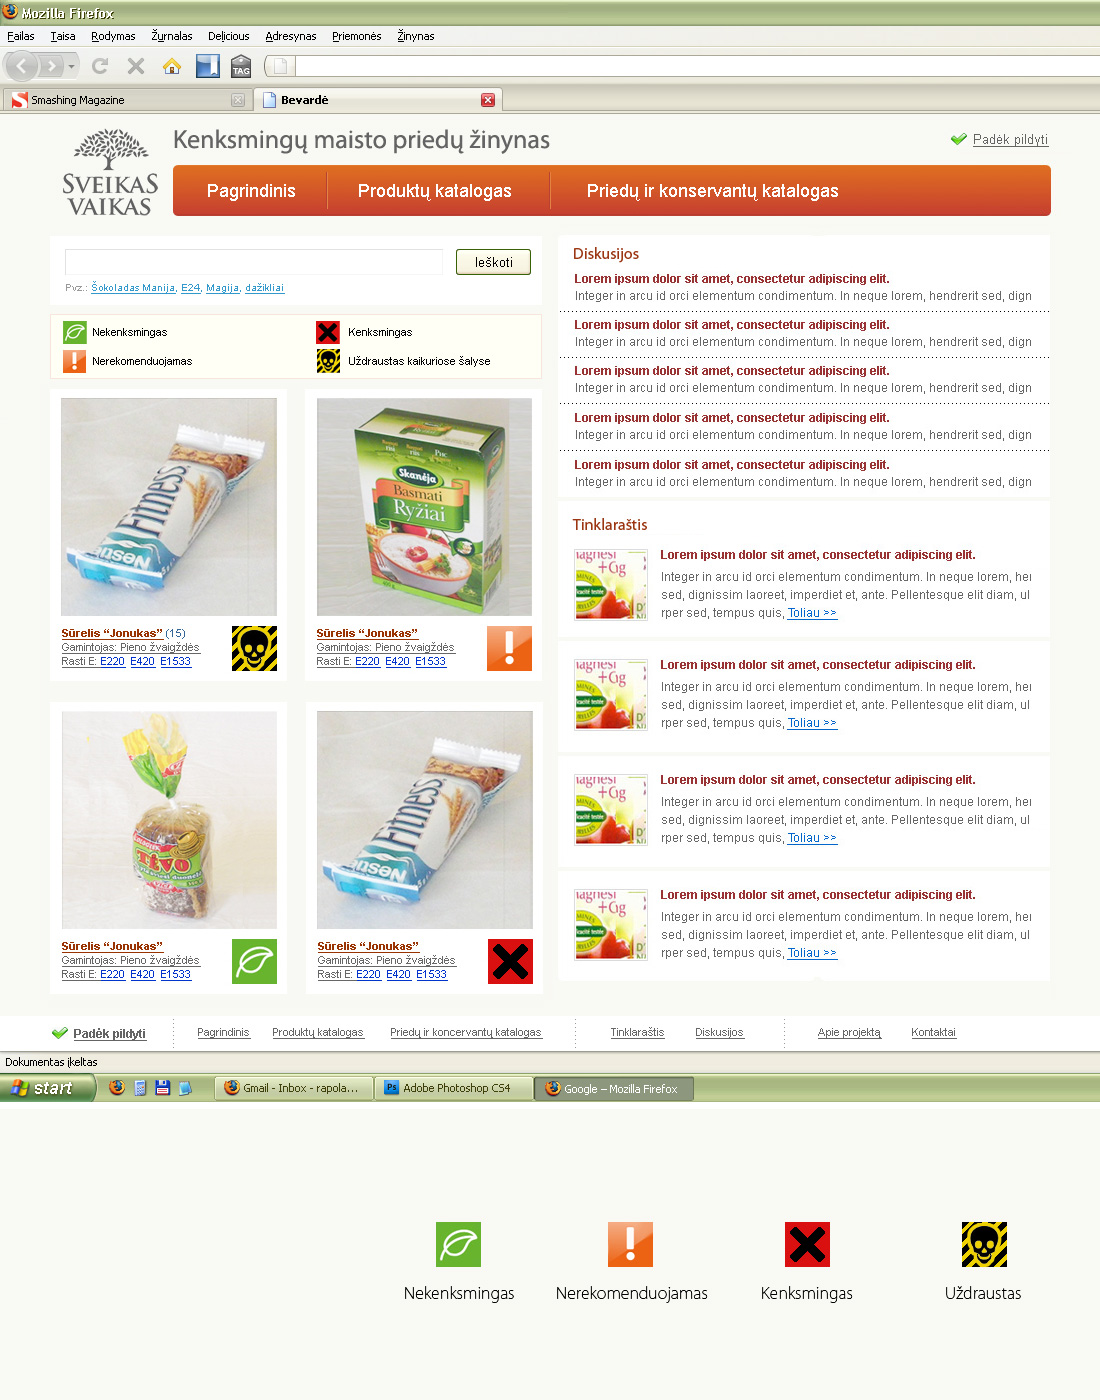 Mozilla Firefox
Failas Taisa Rodymas Žurnalas Delicious Adresynas Priemonės Žinynas
TAG
Smashing Magazine
Bevardė
Kenksmingų maisto priedų žinynas
Padėk pildyti
SVEIKAS
VAIKAS
Pagrindinis
Produktų katalogas
Priedų ir konservantų katalogas
Ieškoti
Pvz.: Šokoladas Manija, E24, Magija, dažikliai
Nekenksmingas
Kenksmingas
Nerekomenduojamas
Uždraustas kaikuriose šalyse
Fitness
Nestlé
Skanėja
Basmati
Ryžiai
Sūrelis “Jonukas” (15)
Gamintojas: Pieno žvaigždės
Rasti E: E220 E420 E1533
Sūrelis “Jonukas”
Gamintojas: Pieno žvaigždės
Rasti E: E220 E420 E1533
Tėvo
Fitness
Nestlé
Sūrelis “Jonukas”
Gamintojas: Pieno žvaigždės
Rasti E: E220 E420 E1533
Sūrelis “Jonukas”
Gamintojas: Pieno žvaigždės
Rasti E: E220 E420 E1533
Diskusijos
Lorem ipsum dolor sit amet, consectetur adipiscing elit.
Integer in arcu id orci elementum condimentum. In neque lorem, hendrerit sed, dign
Lorem ipsum dolor sit amet, consectetur adipiscing elit.
Integer in arcu id orci elementum condimentum. In neque lorem, hendrerit sed, dign
Lorem ipsum dolor sit amet, consectetur adipiscing elit.
Integer in arcu id orci elementum condimentum. In neque lorem, hendrerit sed, dign
Lorem ipsum dolor sit amet, consectetur adipiscing elit.
Integer in arcu id orci elementum condimentum. In neque lorem, hendrerit sed, dign
Lorem ipsum dolor sit amet, consectetur adipiscing elit.
Integer in arcu id orci elementum condimentum. In neque lorem, hendrerit sed, dign
Tinklaraštis
Lorem ipsum dolor sit amet, consectetur adipiscing elit.
Integer in arcu id orci elementum condimentum. In neque lorem, her
sed, dignissim laoreet, imperdiet et, ante. Pellentesque elit diam, ul
rper sed, tempus quis, Toliau >>
Lorem ipsum dolor sit amet, consectetur adipiscing elit.
Integer in arcu id orci elementum condimentum. In neque lorem, her
sed, dignissim laoreet, imperdiet et, ante. Pellentesque elit diam, ul
rper sed, tempus quis, Toliau >>
Lorem ipsum dolor sit amet, consectetur adipiscing elit.
Integer in arcu id orci elementum condimentum. In neque lorem, her
sed, dignissim laoreet, imperdiet et, ante. Pellentesque elit diam, ul
rper sed, tempus quis, Toliau >>
Lorem ipsum dolor sit amet, consectetur adipiscing elit.
Integer in arcu id orci elementum condimentum. In neque lorem, her
sed, dignissim laoreet, imperdiet et, ante. Pellentesque elit diam, ul
rper sed, tempus quis, Toliau >>
Padėk pildyti
Pagrindinis Produktų katalogas Priedų ir koncervantų katalogas
Tinklaraštis Diskusijos
Apie projektą Kontaktai
Dokumentas įkeltas
start
Gmail - Inbox - rapola...
Ps Adobe Photoshop CS4
Google – Mozilla Firefox
Nekenksmingas
Nerekomenduojamas
Kenksmingas
Uždraustas